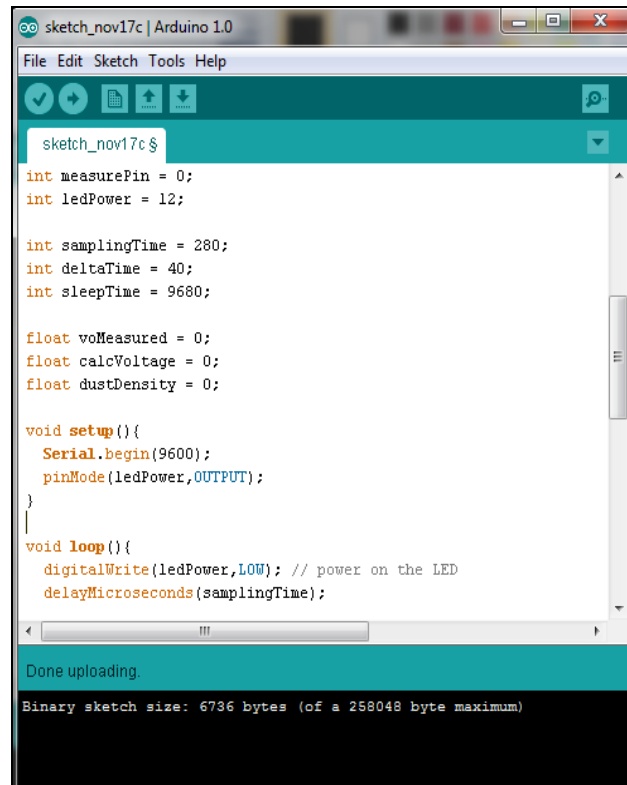 sketch_nov17c | Arduino 1.0
File Edit Sketch Tools Help
sketch_nov17c §
int measurePin = 0;
int ledPower = 12;
int samplingTime = 280;
int deltaTime = 40;
int sleepTime = 9680;
float voMeasured = 0;
float calcVoltage = 0;
float dustDensity = 0;
void setup(){
Serial.begin(9600);
pinMode(ledPower,OUTPUT);
}
void loop(){
digitalWrite(ledPower,LOW); // power on the LED
delayMicroseconds(samplingTime);
Done uploading.
Binary sketch size: 6736 bytes (of a 258048 byte maximum)